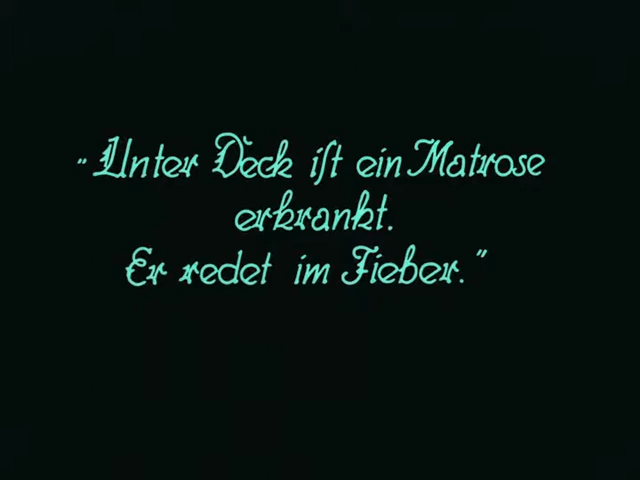 "Unter Deck iſt ein Matrose
erkrankt.
Er redet im Fieber."